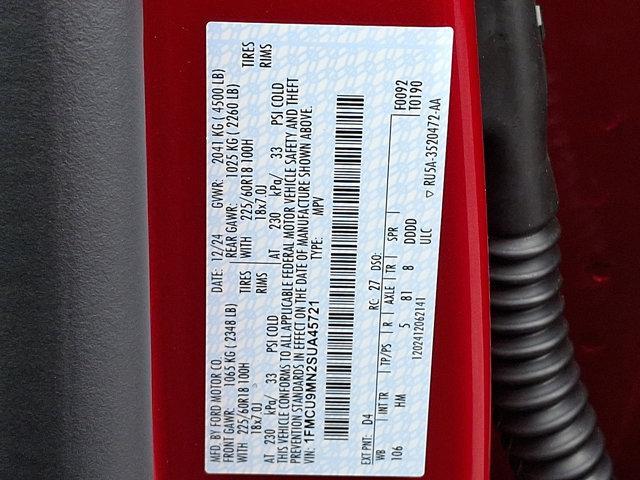 MFD. BY FORD MOTOR CO. DATE: 12/24 GVWR: 2041 KG ( 4500 LB)
FRONT GAWR: 1065 KG ( 2348 LB) REAR GAWR: 1025 KG ( 2260 LB)
WITH 225/60R18 100H TIRES WITH 225/60R18 100H TIRES
18x7.0J RIMS 18x7.0J RIMS
AT 230 kPa/ 33 PSI COLD AT 230 kPa/ 33 PSI COLD
THIS VEHICLE CONFORMS TO ALL APPLICABLE FEDERAL MOTOR VEHICLE SAFETY AND THEFT
PREVENTION STANDARDS IN EFFECT ON THE DATE OF MANUFACTURE SHOWN ABOVE.
1FMCU9MN2SUA45721 TYPE: MPV
EXT PNT: D4 RC: 27 DSO: F0092
WB INT TR TP/PS R AXLE TR SPR T0190
106 HM 5 81 8 DDDD
1202412062141 ULC
▽ RU5A-3520472-AA